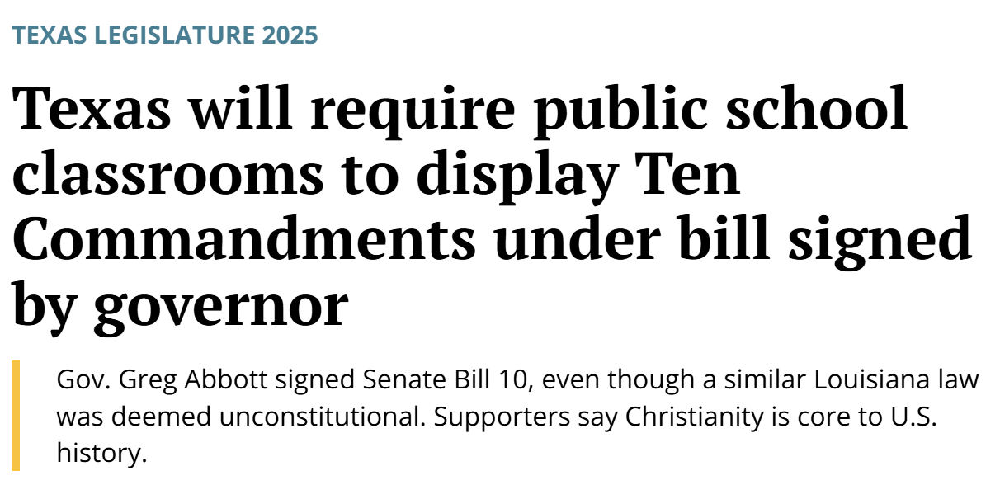 TEXAS LEGISLATURE 2025
Texas will require public school
classrooms to display Ten
Commandments under bill signed
by governor
Gov. Greg Abbott signed Senate Bill 10, even though a similar Louisiana law
was deemed unconstitutional. Supporters say Christianity is core to U.S.
history.